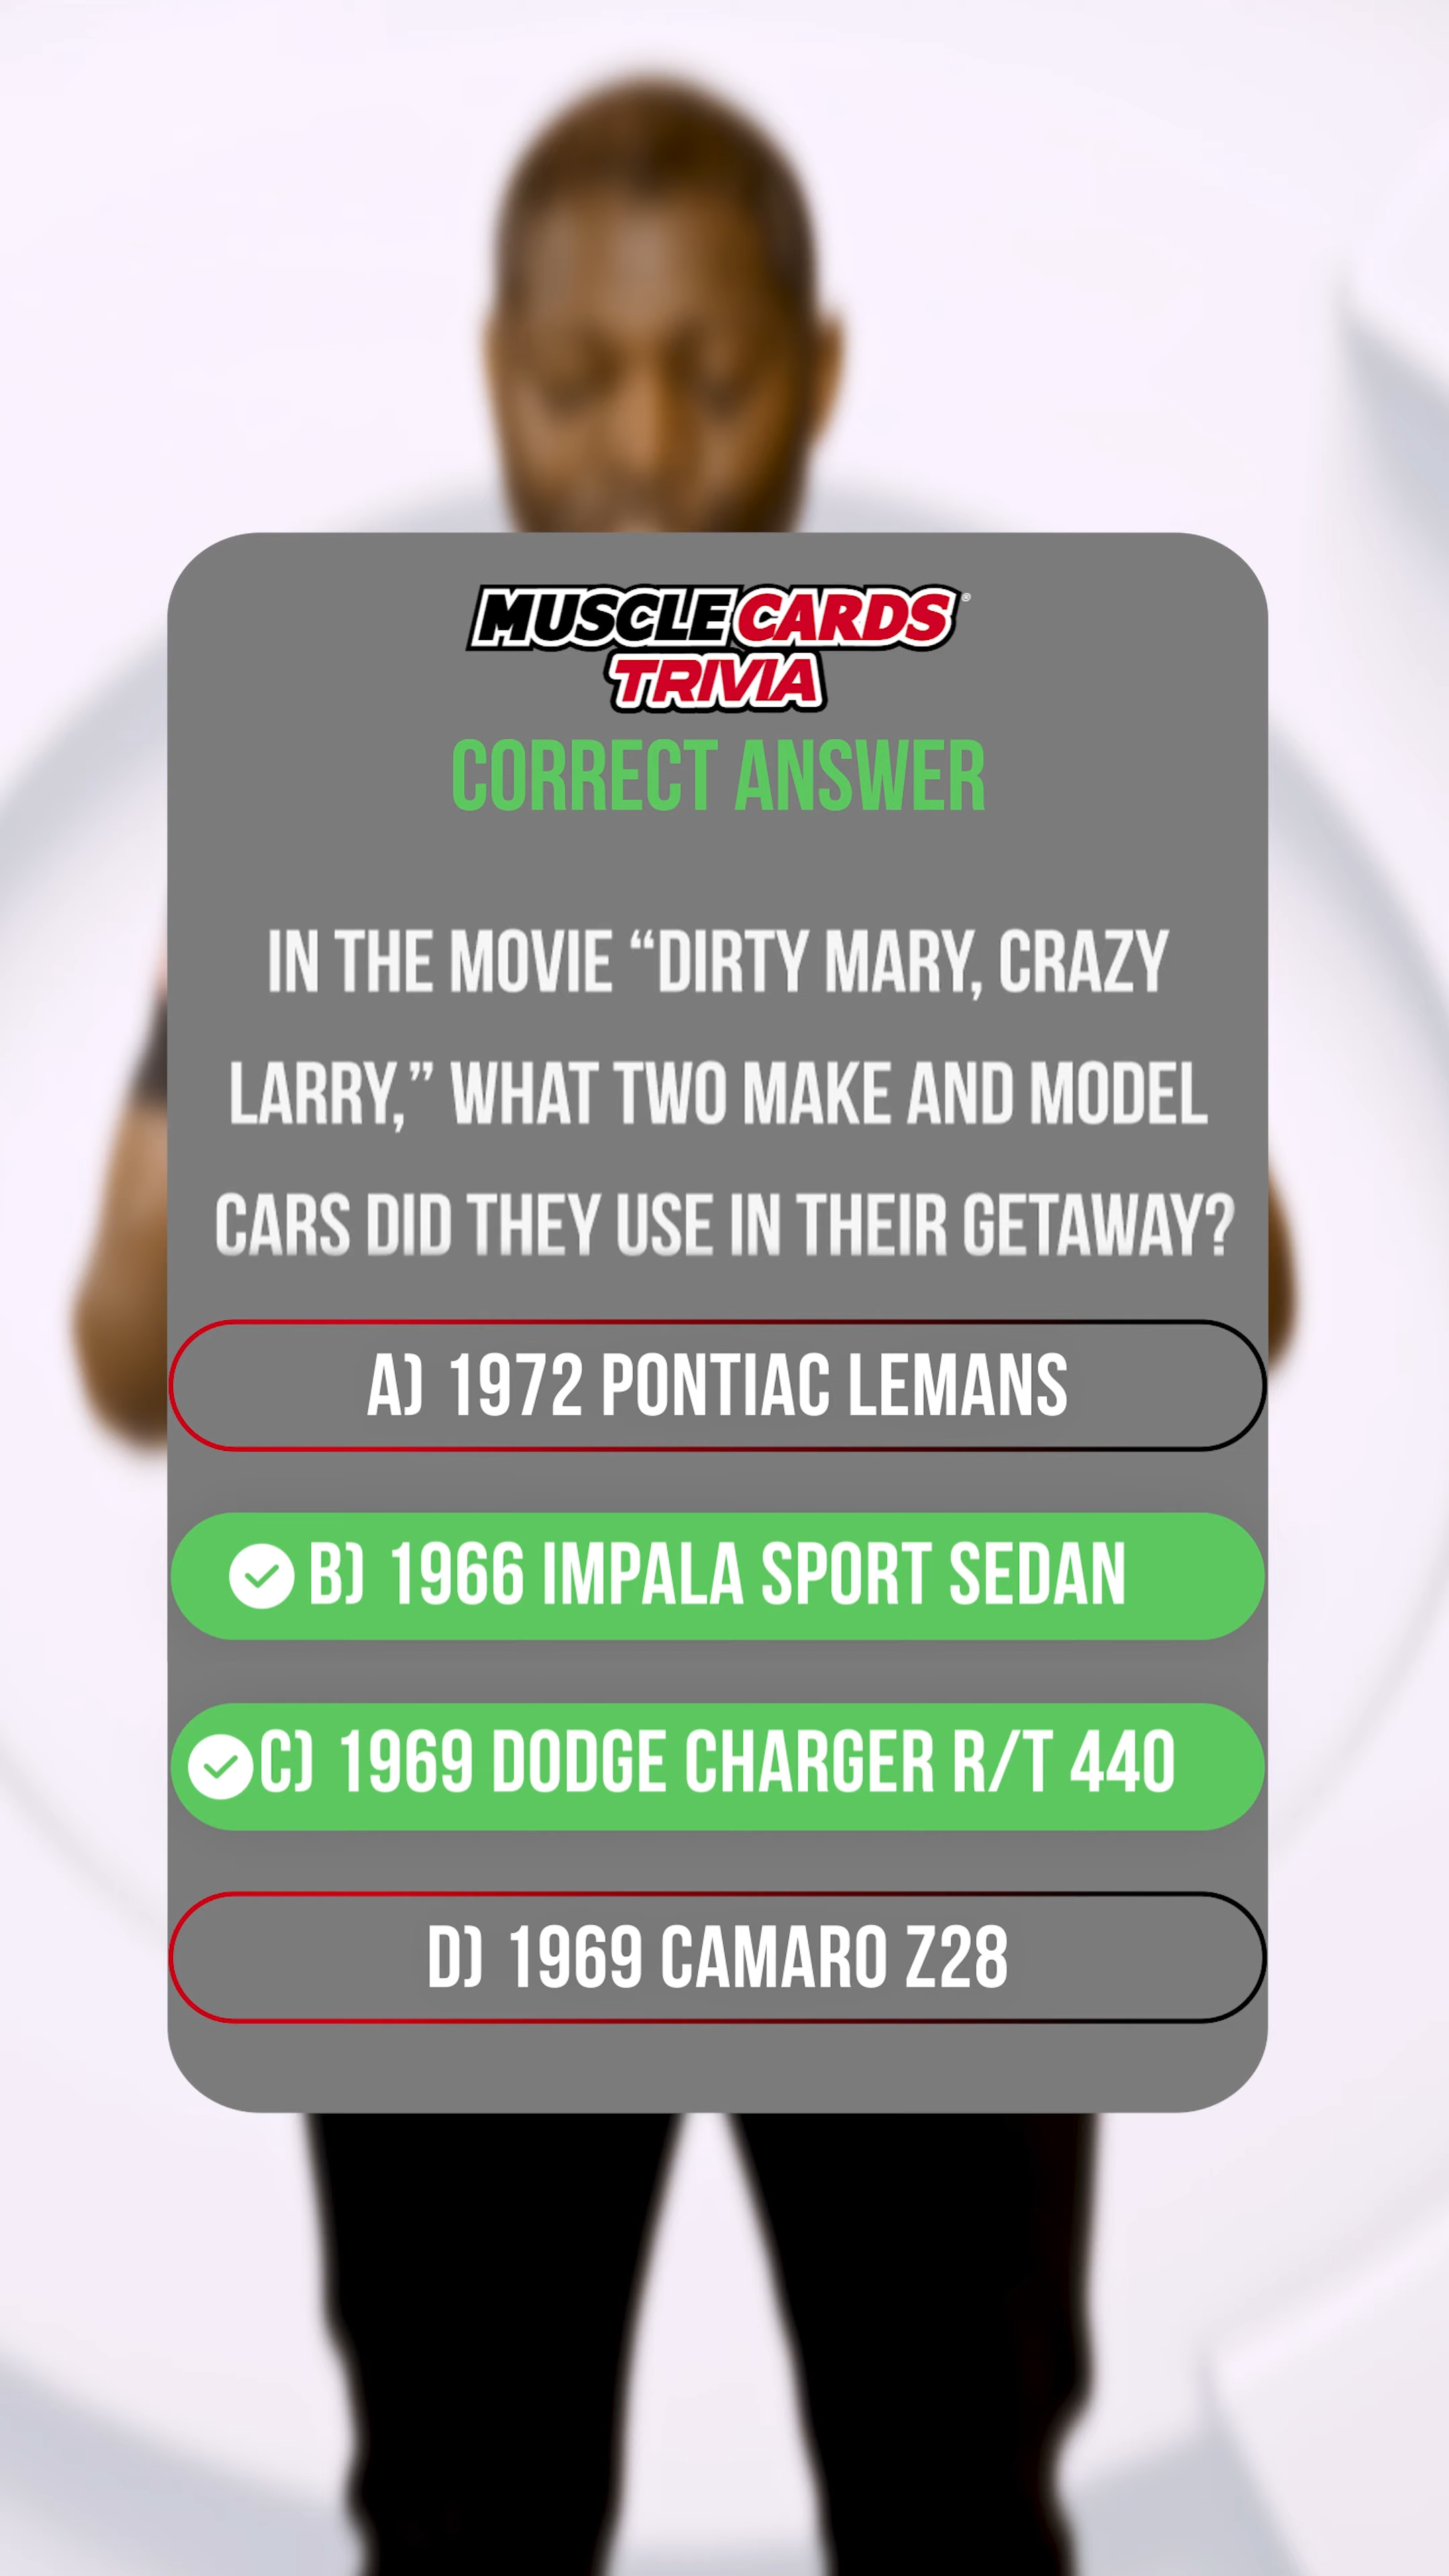 MUSCLE CARDS®
TRIVIA
CORRECT ANSWER
IN THE MOVIE “DIRTY MARY, CRAZY
LARRY,” WHAT TWO MAKE AND MODEL
CARS DID THEY USE IN THEIR GETAWAY?
A) 1972 PONTIAC LEMANS
B) 1966 IMPALA SPORT SEDAN
C) 1969 DODGE CHARGER R/T 440
D) 1969 CAMARO Z28